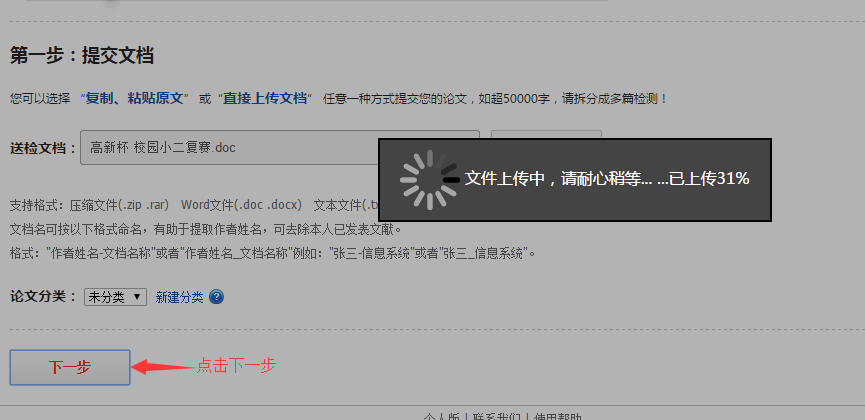 第一步：提交文档
您可以选择 “复制、粘贴原文” 或“直接上传文档” 任意一种方式提交您的论文，如超50000字，请拆分成多篇检测！
送检文档： 高新杯 校园小二复赛.doc
文件上传中，请耐心稍等... ...已上传31%
支持格式：压缩文件(.zip .rar) Word文件(.doc .docx) 文本文件(.t
文档名可按以下格式命名，有助于提取作者姓名，可去除本人已发表文献。
格式："作者姓名-文档名称"或者"作者姓名_文档名称"例如："张三-信息系统"或者"张三_信息系统"。
论文分类： 未分类 新建分类 ?
下一步 点击下一步
个人版 | 联系我们 | 使用帮助